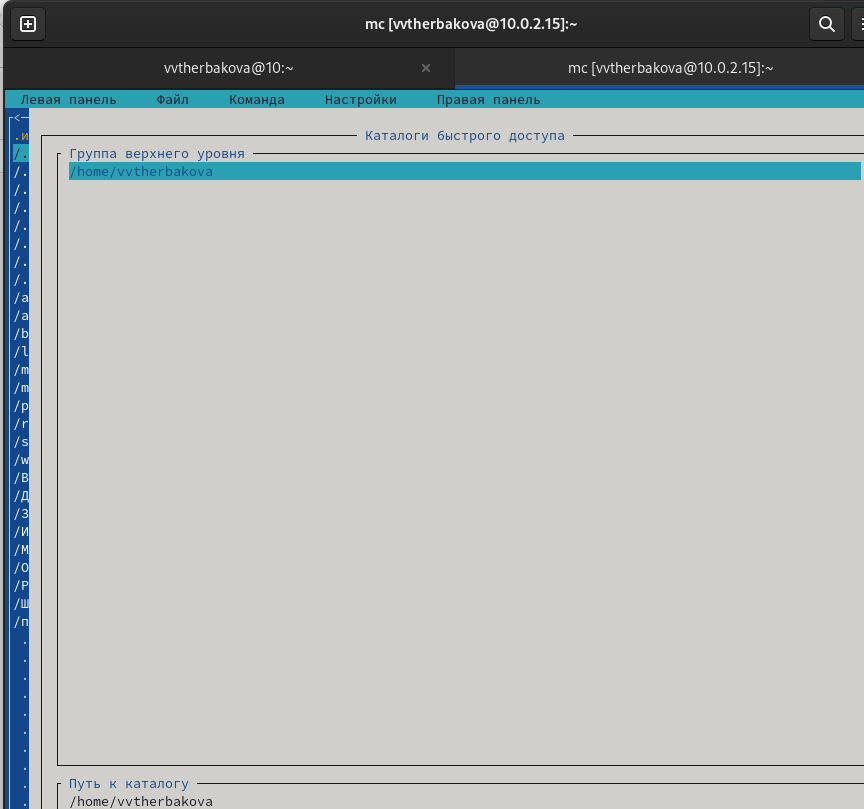 mc [vvtherbakova@10.0.2.15]:~
vvtherbakova@10:~ × mc [vvtherbakova@10.0.2.15]:~
Левая панель Файл Команда Настройки Правая панель
<─
.и Каталоги быстрого доступа
/. Группа верхнего уровня
/. /home/vvtherbakova
/.
/.
/.
/.
/.
/.
/a
/a
/b
/l
/m
/m
/p
/r
/s
/w
/В
/Д
/З
/И
/М
/О
/Р
/Ш
/п
.
.
.
.
.
.
.
.
. Путь к каталогу
. /home/vvtherbakova